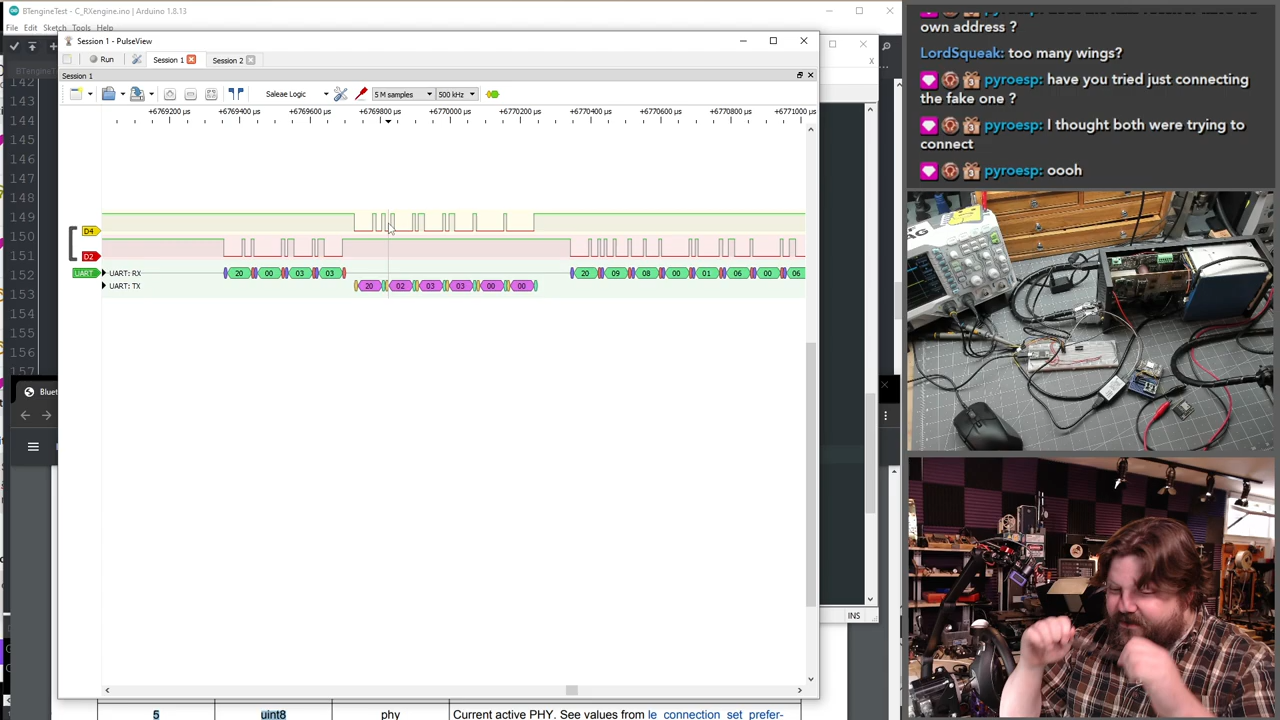 BTengineTest - C_RXengine.ino | Arduino 1.8.13
File Edit Sketch Tools
Session 1 - PulseView
Run
Session 1
Session 2
Session 1
Saleae Logic
5 M samples
500 kHz
+6769200 µs
+6769400 µs
+6769600 µs
+6769800 µs
+6770000 µs
+6770200 µs
+6770400 µs
+6770600 µs
+6770800 µs
+6771000 µs
142
143
144
145
146
147
148
149
150
151
152
153
154
155
156
157
D4
D2
UART
UART: RX
20 00 03 03
20 09 08 00 01 06 00 06
UART: TX
20 02 03 03 00 00
Bluet
INS
5
uint8
phy
Current active PHY. See values from le_connection_set_prefer-
own address ?
LordSqueak: too many wings?
pyroesp: have you tried just connecting
the fake one ?
pyroesp: I thought both were trying to
connect
pyroesp: oooh